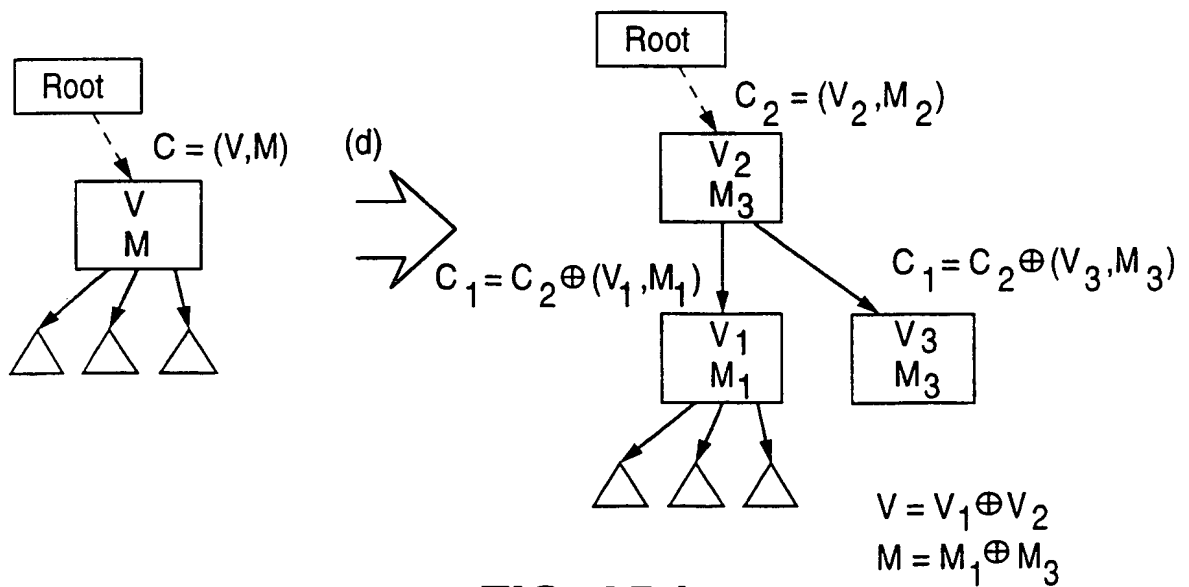 Root
C = (V,M)
V
M
(d)
Root
C₂ = (V₂,M₂)
V₂
M₃
C₁ = C₂ ⊕ (V₁,M₁)
C₁ = C₂ ⊕ (V₃,M₃)
V₁
M₁
V₃
M₃
V = V₁ ⊕ V₂
M = M₁ ⊕ M₃